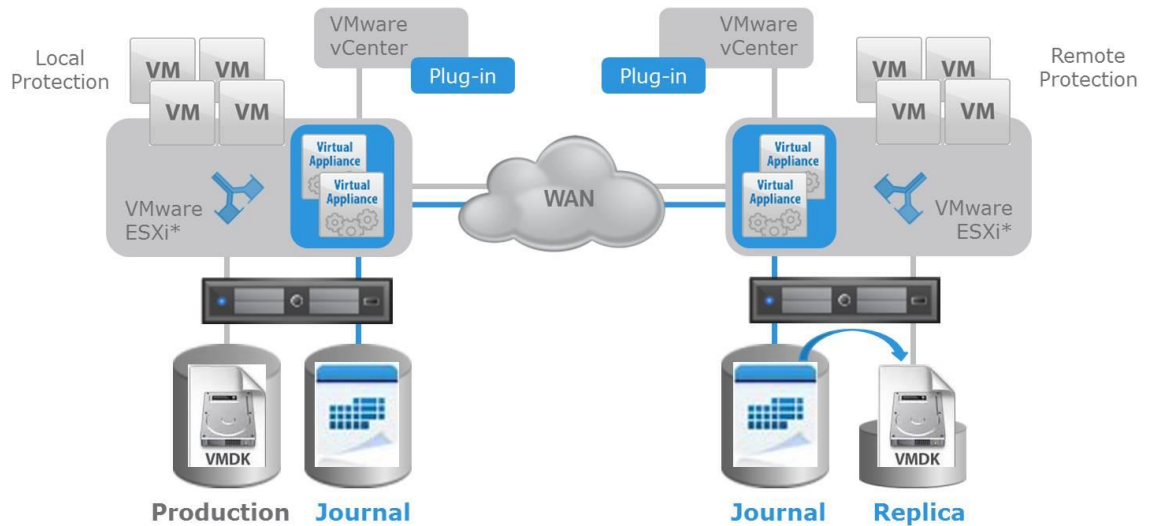 Local
Protection
VM
VM
VM
VM
VMware
vCenter
Plug-in
VMware
vCenter
Plug-in
VM
VM
VM
VM
Remote
Protection
Virtual
Appliance
Virtual
Appliance
VMware
ESXi*
WAN
Virtual
Appliance
Virtual
Appliance
VMware
ESXi*
VMDK
VMDK
Production
Journal
Journal
Replica